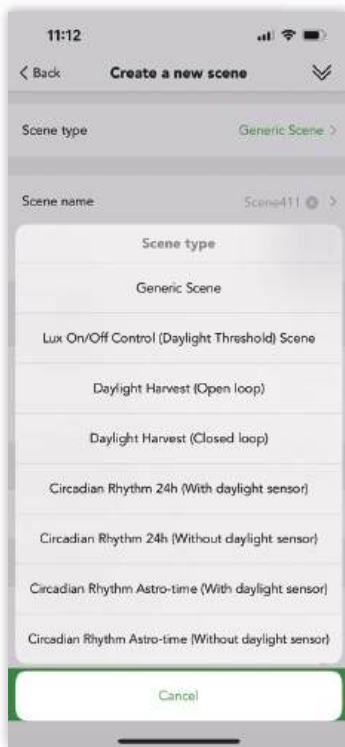 11:12
Back Create a new scene
Scene type Generic Scene
Scene name Scene411
Scene type
Generic Scene
Lux On/Off Control (Daylight Threshold) Scene
Daylight Harvest (Open loop)
Daylight Harvest (Closed loop)
Circadian Rhythm 24h (With daylight sensor)
Circadian Rhythm 24h (Without daylight sensor)
Circadian Rhythm Astro-time (With daylight sensor)
Circadian Rhythm Astro-time (Without daylight sensor)
Cancel